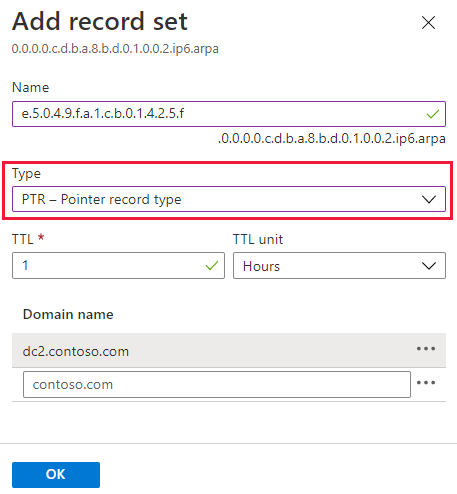 Add record set
0.0.0.0.c.d.b.a.8.b.d.0.1.0.0.2.ip6.arpa
Name
e.5.0.4.9.f.a.1.c.b.0.1.4.2.5.f
.0.0.0.0.c.d.b.a.8.b.d.0.1.0.0.2.ip6.arpa
Type
PTR – Pointer record type
TTL * TTL unit
1 Hours
Domain name
dc2.contoso.com
contoso.com
OK